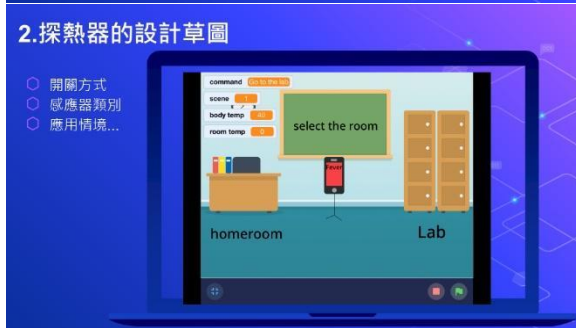 2.探熱器的設計草圖
開關方式
感應器類別
應用情境...
command Go to the lab
scene 1
body temp 40
room temp 0
select the room
Fever
homeroom
Lab